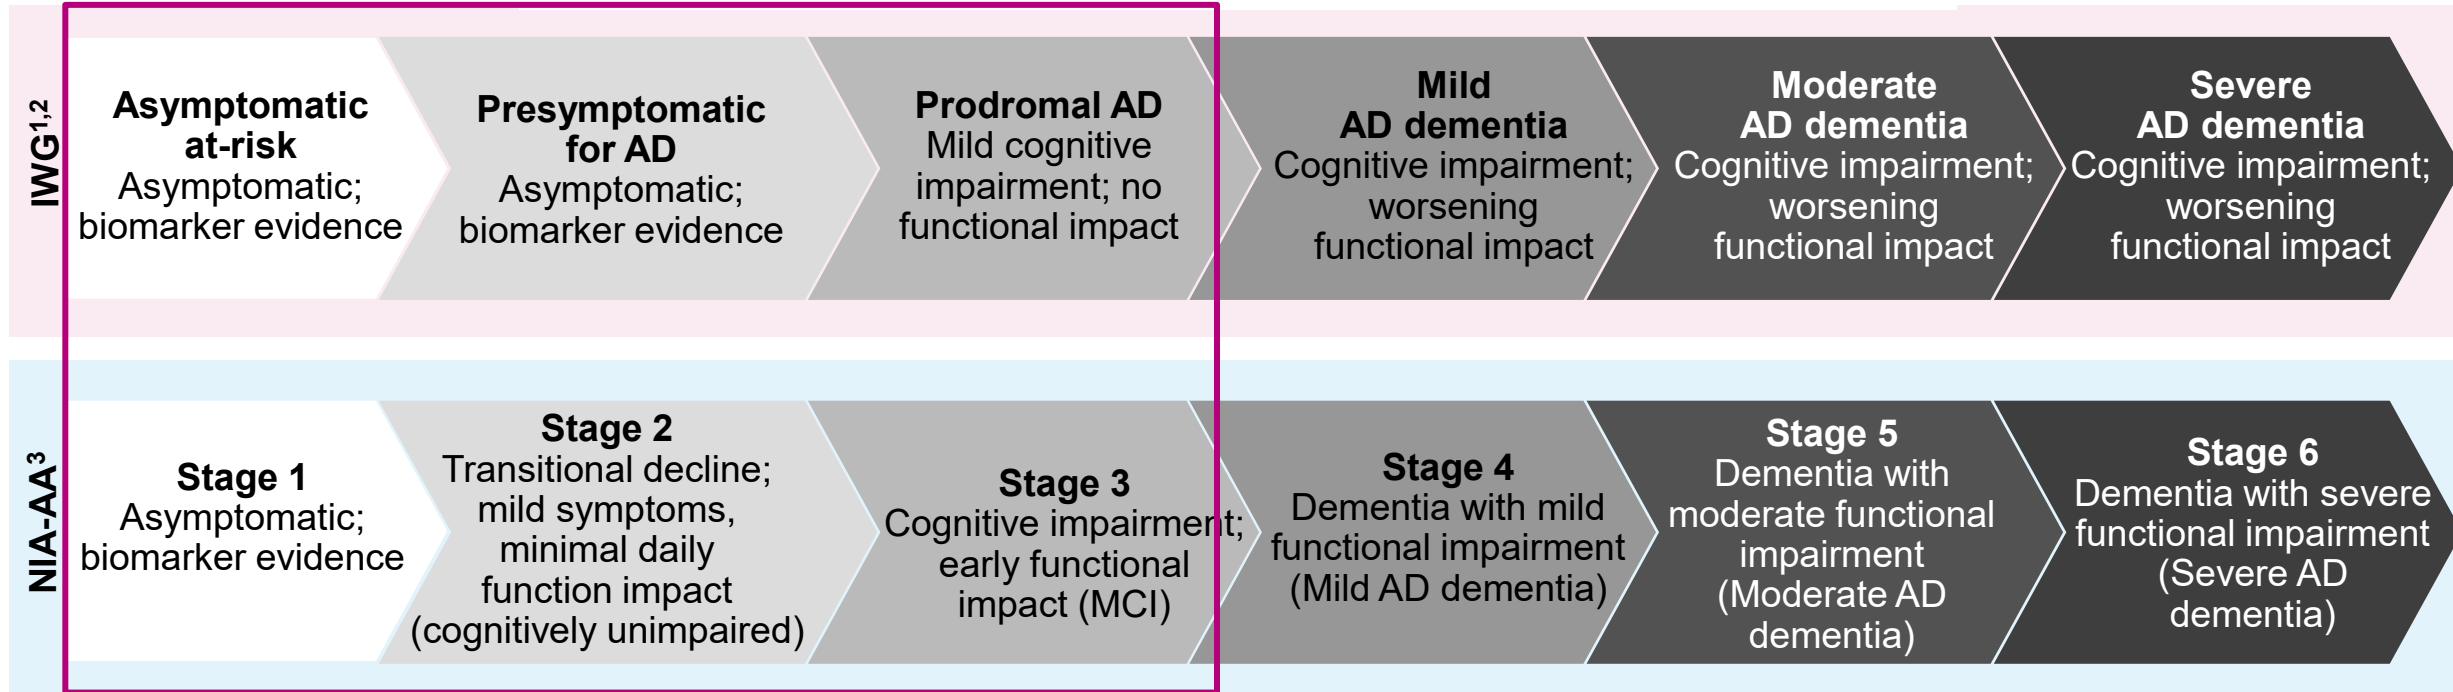 IWG1,2
Asymptomatic
at-risk
Asymptomatic;
biomarker evidence
Presymptomatic
for AD
Asymptomatic;
biomarker evidence
Prodromal AD
Mild cognitive
impairment; no
functional impact
Mild
AD dementia
Cognitive impairment;
worsening
functional impact
Moderate
AD dementia
Cognitive impairment;
worsening
functional impact
Severe
AD dementia
Cognitive impairment;
worsening
functional impact
NIA-AA3
Stage 1
Asymptomatic;
biomarker evidence
Stage 2
Transitional decline;
mild symptoms,
minimal daily
function impact
(cognitively unimpaired)
Stage 3
Cognitive impairment;
early functional
impact (MCI)
Stage 4
Dementia with mild
functional impairment
(Mild AD dementia)
Stage 5
Dementia with
moderate functional
impairment
(Moderate AD
dementia)
Stage 6
Dementia with severe
functional impairment
(Severe AD
dementia)